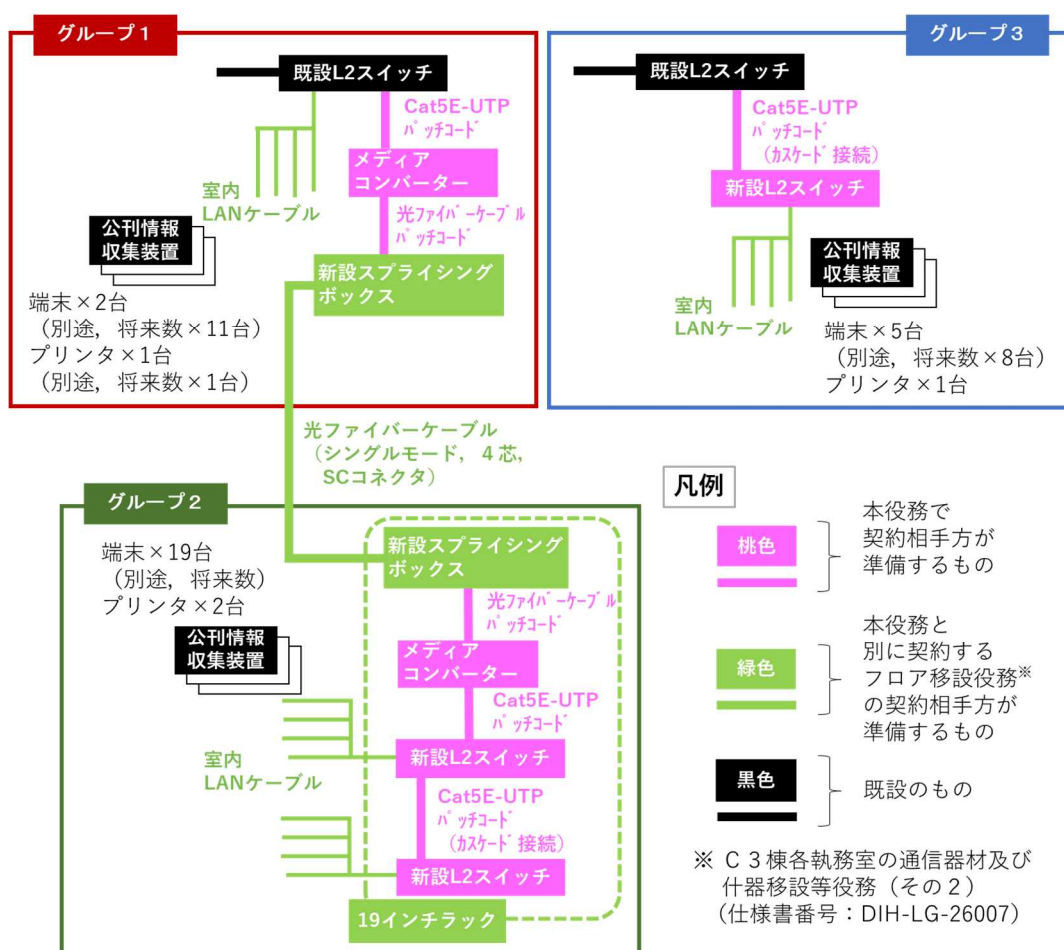 グループ1
既設L2スイッチ
Cat5E-UTP
パッチコード
メディア
コンバーター
室内
LANケーブル
光ファイバーケーブル
パッチコード
公刊情報
収集装置
新設スプライシング
ボックス
端末×2台
（別途，将来数×11台）
プリンタ×1台
（別途，将来数×1台）
グループ3
既設L2スイッチ
Cat5E-UTP
パッチコード
（カスケード接続）
新設L2スイッチ
公刊情報
収集装置
室内
LANケーブル
端末×5台
（別途，将来数×8台）
プリンタ×1台
光ファイバーケーブル
（シングルモード，４芯，
SCコネクタ）
グループ2
端末×19台
（別途，将来数）
プリンタ×2台
公刊情報
収集装置
新設スプライシング
ボックス
光ファイバーケーブル
パッチコード
メディア
コンバーター
Cat5E-UTP
パッチコード
新設L2スイッチ
室内
LANケーブル
Cat5E-UTP
パッチコード
（カスケード接続）
新設L2スイッチ
19インチラック
凡例
桃色
本役務で
契約相手方が
準備するもの
緑色
本役務と
別に契約する
フロア移設役務※
の契約相手方が
準備するもの
黒色
既設のもの
※ Ｃ３棟各執務室の通信器材及び
什器移設等役務（その２）
（仕様書番号：DIH-LG-26007）